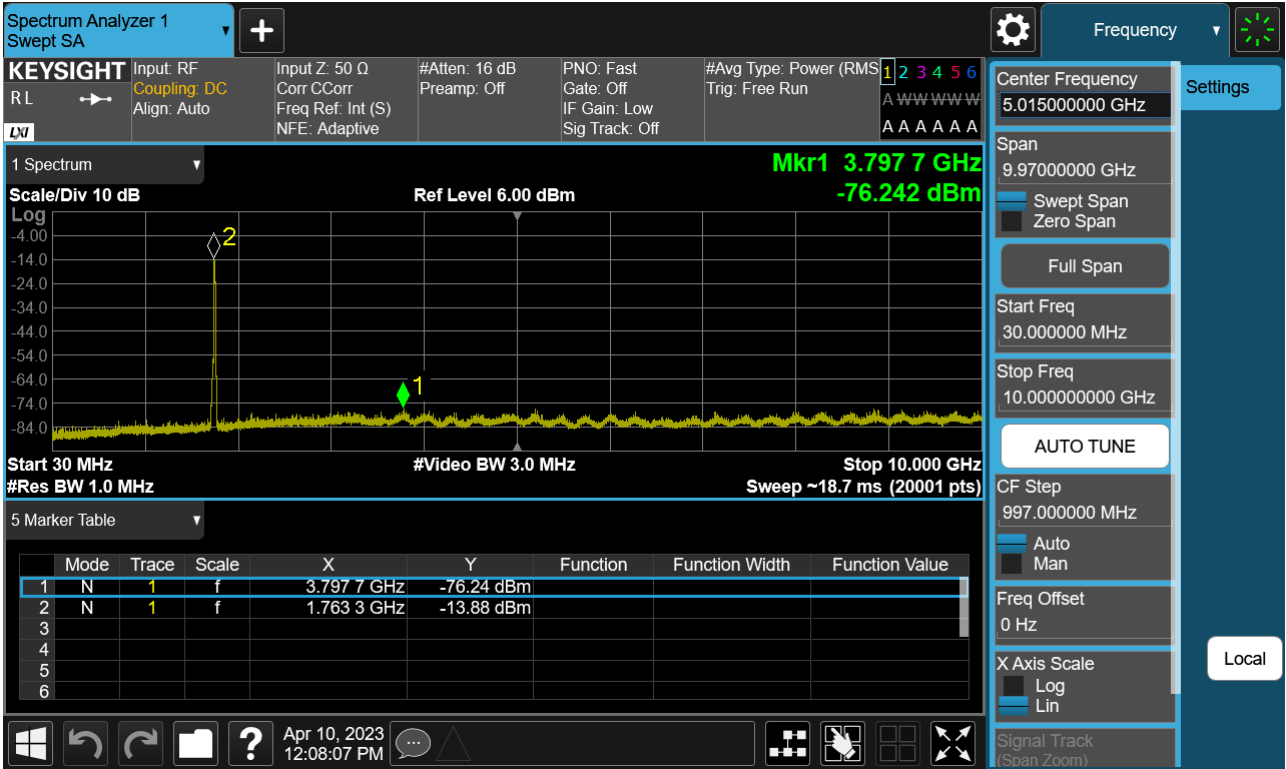 Spectrum Analyzer 1
Swept SA
Frequency
KEYSIGHT
R L
LXI
Input: RF
Coupling: DC
Align: Auto
Input Z: 50 Ω
Corr CCorr
Freq Ref: Int (S)
NFE: Adaptive
#Atten: 16 dB
Preamp: Off
PNO: Fast
Gate: Off
IF Gain: Low
Sig Track: Off
#Avg Type: Power (RMS
Trig: Free Run
1 2 3 4 5 6
A W W W W W
A A A A A A
1 Spectrum
Mkr1 3.797 7 GHz
-76.242 dBm
Scale/Div 10 dB
Ref Level 6.00 dBm
Log
-4.00
-14.0
-24.0
-34.0
-44.0
-54.0
-64.0
-74.0
-84.0
2
1
Start 30 MHz
#Video BW 3.0 MHz
Stop 10.000 GHz
#Res BW 1.0 MHz
Sweep ~18.7 ms (20001 pts)
5 Marker Table
Mode Trace Scale X Y Function Function Width Function Value
1 N 1 f 3.797 7 GHz -76.24 dBm
2 N 1 f 1.763 3 GHz -13.88 dBm
3
4
5
6
Apr 10, 2023
12:08:07 PM
Center Frequency
5.015000000 GHz
Span
9.97000000 GHz
Swept Span
Zero Span
Full Span
Start Freq
30.000000 MHz
Stop Freq
10.000000000 GHz
AUTO TUNE
CF Step
997.000000 MHz
Auto
Man
Freq Offset
0 Hz
X Axis Scale
Log
Lin
Signal Track
(Span Zoom)
Settings
Local